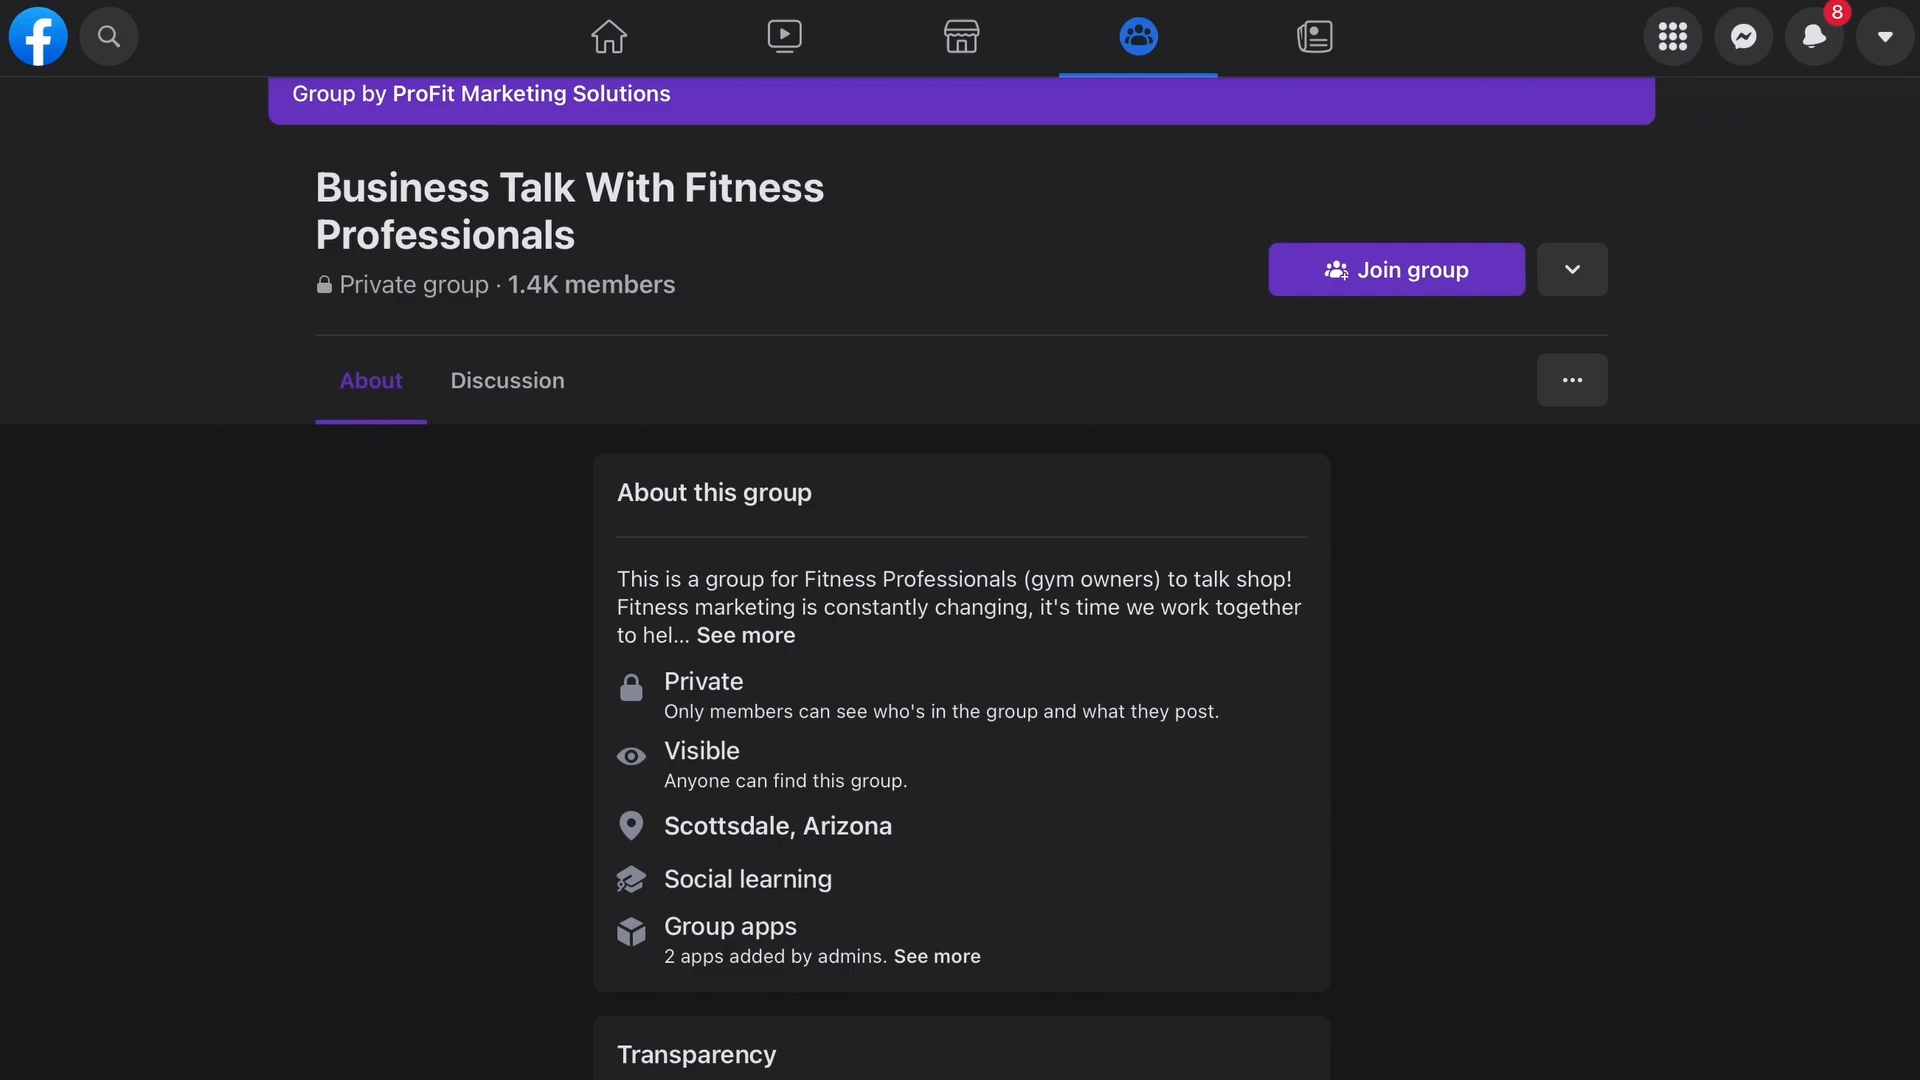 8
Group by ProFit Marketing Solutions
Business Talk With Fitness
Professionals
Private group · 1.4K members
Join group
About
Discussion
About this group
This is a group for Fitness Professionals (gym owners) to talk shop!
Fitness marketing is constantly changing, it's time we work together
to hel... See more
Private
Only members can see who's in the group and what they post.
Visible
Anyone can find this group.
Scottsdale, Arizona
Social learning
Group apps
2 apps added by admins. See more
Transparency